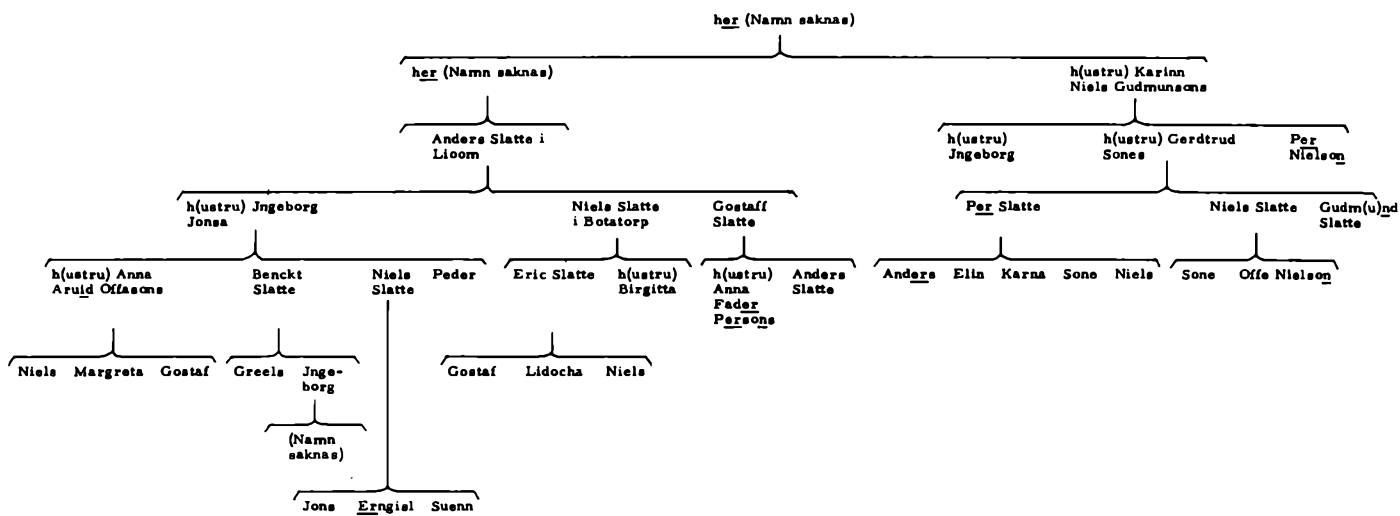 her (Namn saknas)
her (Namn saknas)
h(ustru) Karinn
Niels Gudmunsons
Anders Slatte i
Lioom
h(ustru)
Jngeborg
h(ustru) Gerdtrud
Sones
Per
Nielson
h(ustru) Jngeborg
Jonsa
Niels Slatte
i Botatorp
Gostaff
Slatte
Per Slatte
Niels Slatte
Gudm(u)nd
Slatte
h(ustru) Anna
Aruid Offasons
Benckt
Slatte
Niels
Slatte
Peder
Eric Slatte
h(ustru)
Birgitta
h(ustru)
Anna
Fader
Persons
Anders
Slatte
Anders Elin Karna Sone Niels
Sone Offe Nielson
Niels Margreta Gostaf
Greels
Jnge-
borg
Gostaf Lidocha Niels
(Namn
saknas)
Jons Erngisl Suenn